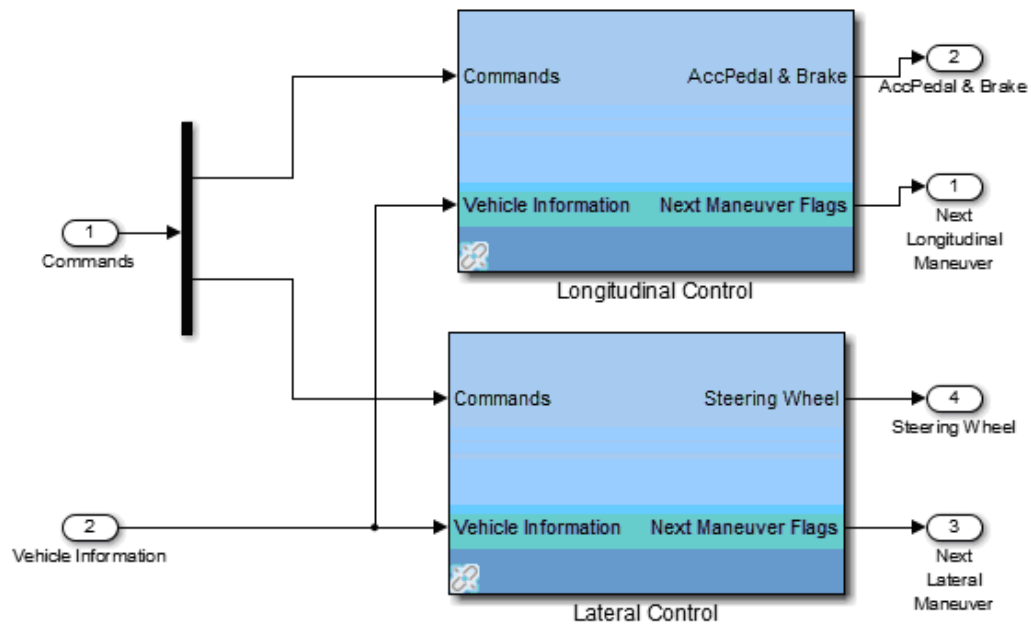 Commands
AccPedal & Brake
2
AccPedal & Brake
Vehicle Information
Next Maneuver Flags
1
Next
Longitudinal
Maneuver
Longitudinal Control
1
Commands
Commands
Steering Wheel
4
Steering Wheel
2
Vehicle Information
Vehicle Information
Next Maneuver Flags
3
Next
Lateral
Maneuver
Lateral Control